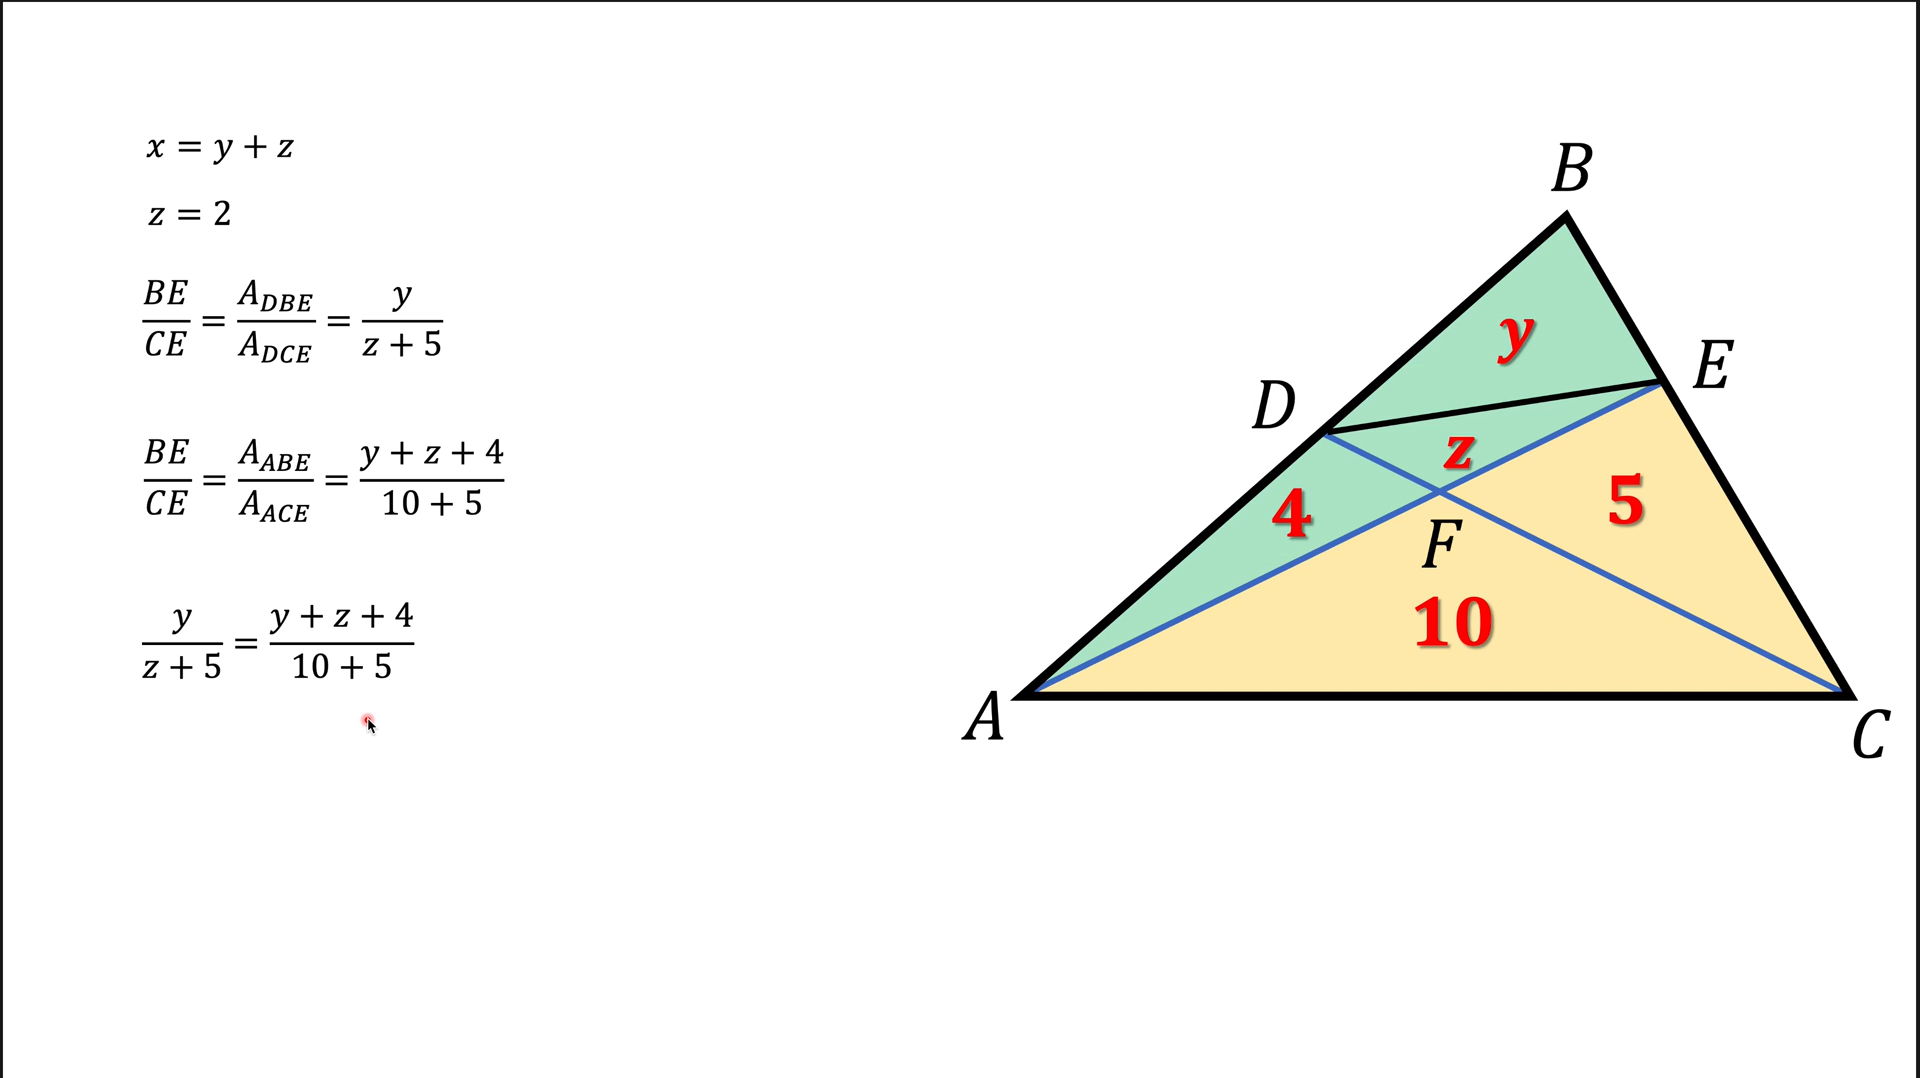 x = y + z
z = 2
BE/CE = A_DBE/A_DCE = y/(z + 5)
BE/CE = A_ABE/A_ACE = (y + z + 4)/(10 + 5)
y/(z + 5) = (y + z + 4)/(10 + 5)
B
y
E
D
z
4
5
F
10
A
C